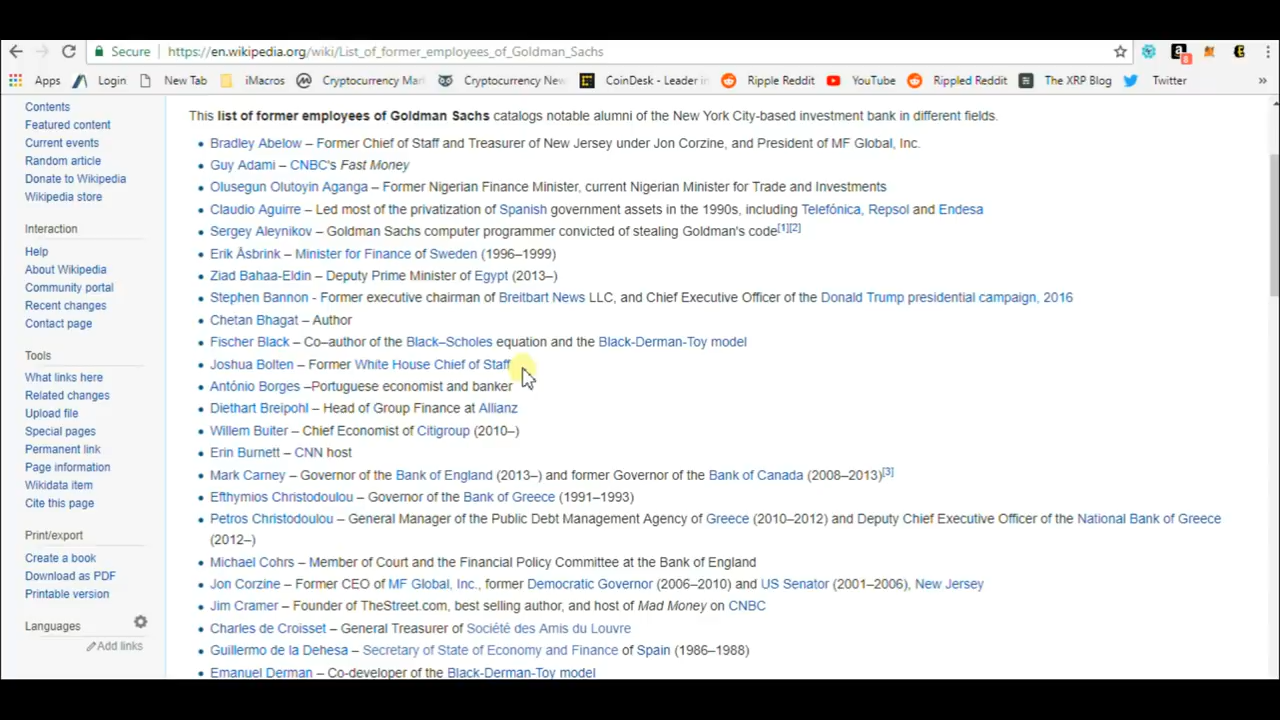 Secure https://en.wikipedia.org/wiki/List_of_former_employees_of_Goldman_Sachs
Apps Login New Tab iMacros Cryptocurrency Mar Cryptocurrency New CoinDesk - Leader i Ripple Reddit YouTube Rippled Reddit The XRP Blog Twitter »
8
Contents
Featured content
Current events
Random article
Donate to Wikipedia
Wikipedia store
Interaction
Help
About Wikipedia
Community portal
Recent changes
Contact page
Tools
What links here
Related changes
Upload file
Special pages
Permanent link
Page information
Wikidata item
Cite this page
Print/export
Create a book
Download as PDF
Printable version
Languages
Add links
This list of former employees of Goldman Sachs catalogs notable alumni of the New York City-based investment bank in different fields.
• Bradley Abelow – Former Chief of Staff and Treasurer of New Jersey under Jon Corzine, and President of MF Global, Inc.
• Guy Adami – CNBC's Fast Money
• Olusegun Olutoyin Aganga – Former Nigerian Finance Minister, current Nigerian Minister for Trade and Investments
• Claudio Aguirre – Led most of the privatization of Spanish government assets in the 1990s, including Telefónica, Repsol and Endesa
• Sergey Aleynikov – Goldman Sachs computer programmer convicted of stealing Goldman's code[1][2]
• Erik Åsbrink – Minister for Finance of Sweden (1996–1999)
• Ziad Bahaa-Eldin – Deputy Prime Minister of Egypt (2013–)
• Stephen Bannon - Former executive chairman of Breitbart News LLC, and Chief Executive Officer of the Donald Trump presidential campaign, 2016
• Chetan Bhagat – Author
• Fischer Black – Co–author of the Black–Scholes equation and the Black-Derman-Toy model
• Joshua Bolten – Former White House Chief of Staff
• António Borges –Portuguese economist and banker
• Diethart Breipohl – Head of Group Finance at Allianz
• Willem Buiter – Chief Economist of Citigroup (2010–)
• Erin Burnett – CNN host
• Mark Carney – Governor of the Bank of England (2013–) and former Governor of the Bank of Canada (2008–2013)[3]
• Efthymios Christodoulou – Governor of the Bank of Greece (1991–1993)
• Petros Christodoulou – General Manager of the Public Debt Management Agency of Greece (2010–2012) and Deputy Chief Executive Officer of the National Bank of Greece
(2012–)
• Michael Cohrs – Member of Court and the Financial Policy Committee at the Bank of England
• Jon Corzine – Former CEO of MF Global, Inc., former Democratic Governor (2006–2010) and US Senator (2001–2006), New Jersey
• Jim Cramer – Founder of TheStreet.com, best selling author, and host of Mad Money on CNBC
• Charles de Croisset – General Treasurer of Société des Amis du Louvre
• Guillermo de la Dehesa – Secretary of State of Economy and Finance of Spain (1986–1988)
• Emanuel Derman – Co-developer of the Black-Derman-Toy model